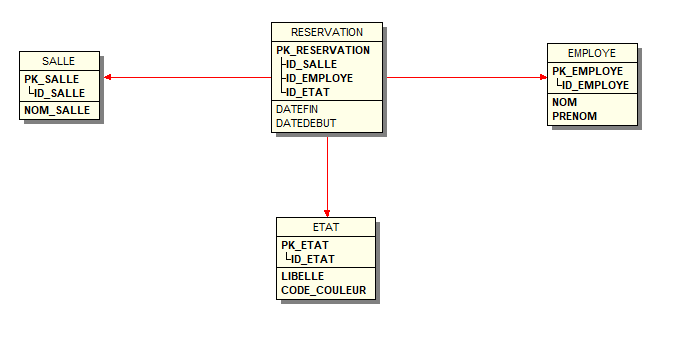 RESERVATION
PK_RESERVATION
ID_SALLE
ID_EMPLOYE
ID_ETAT
DATEFIN
DATEDEBUT
SALLE
PK_SALLE
ID_SALLE
NOM_SALLE
EMPLOYE
PK_EMPLOYE
ID_EMPLOYE
NOM
PRENOM
ETAT
PK_ETAT
ID_ETAT
LIBELLE
CODE_COULEUR